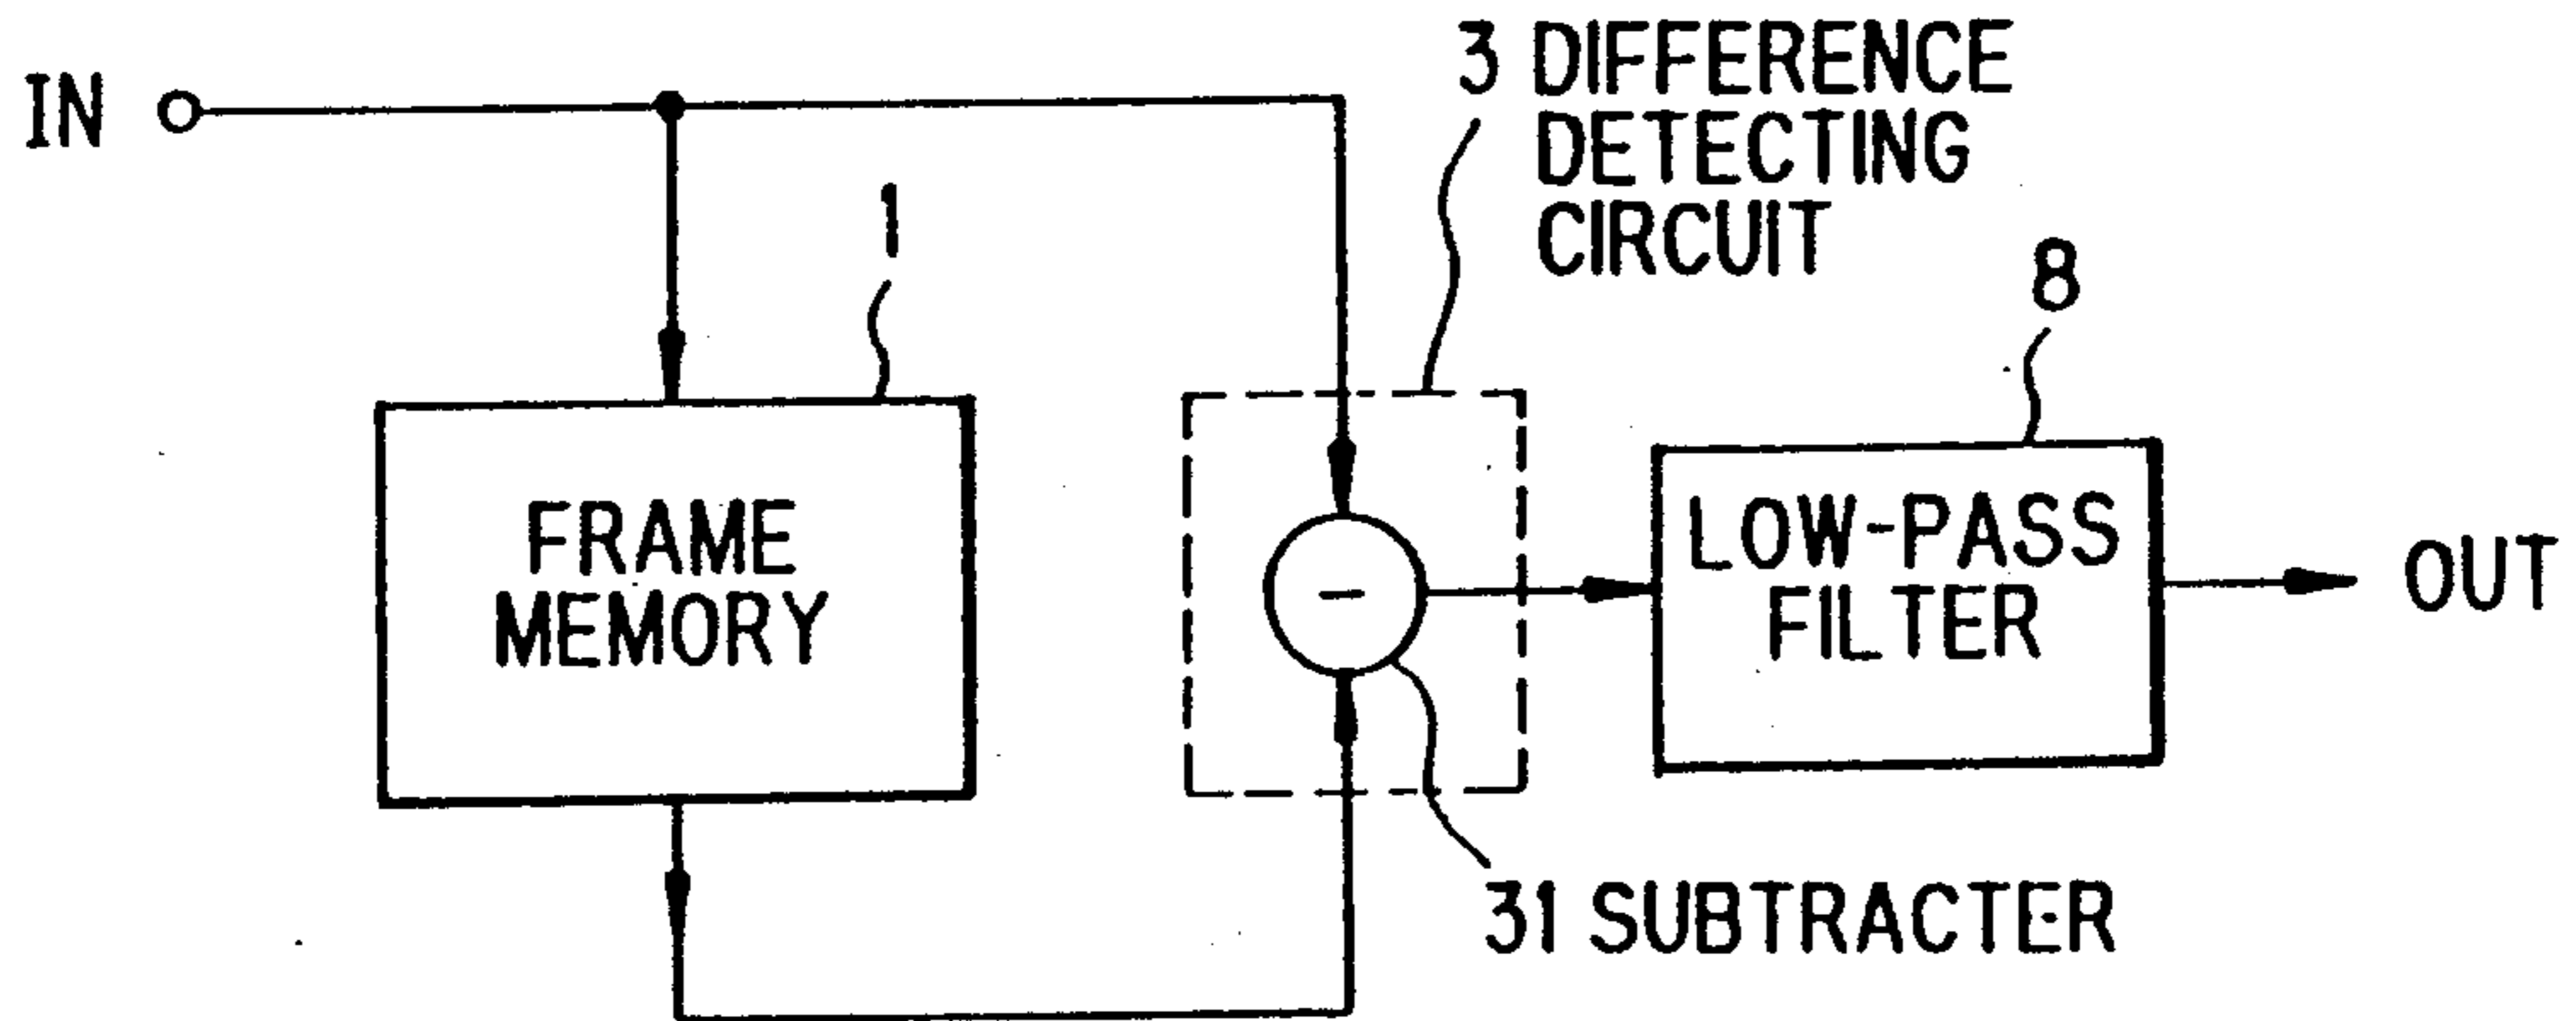 IN
3 DIFFERENCE
DETECTING
CIRCUIT
1
8
FRAME
MEMORY
-
LOW-PASS
FILTER
OUT
31 SUBTRACTER